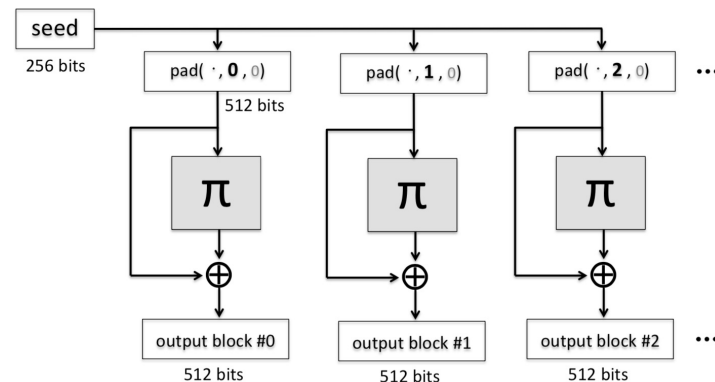 seed
256 bits
pad( ·, 0 , 0)
pad( ·, 1 , 0)
pad( ·, 2 , 0)
...
512 bits
π
π
π
output block #0
output block #1
output block #2
...
512 bits
512 bits
512 bits